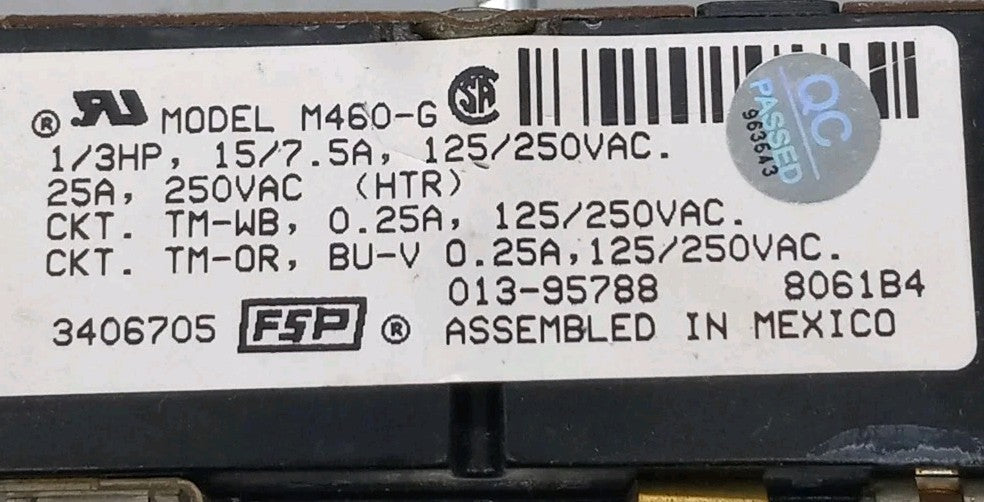 ® RU MODEL M460-G SA
1/3HP, 15/7.5A, 125/250VAC.
25A, 250VAC (HTR)
CKT. TM-WB, 0.25A, 125/250VAC.
CKT. TM-OR, BU-V 0.25A,125/250VAC.
013-95788 8061B4
3406705 FSP ® ASSEMBLED IN MEXICO
QC
PASSED
963643